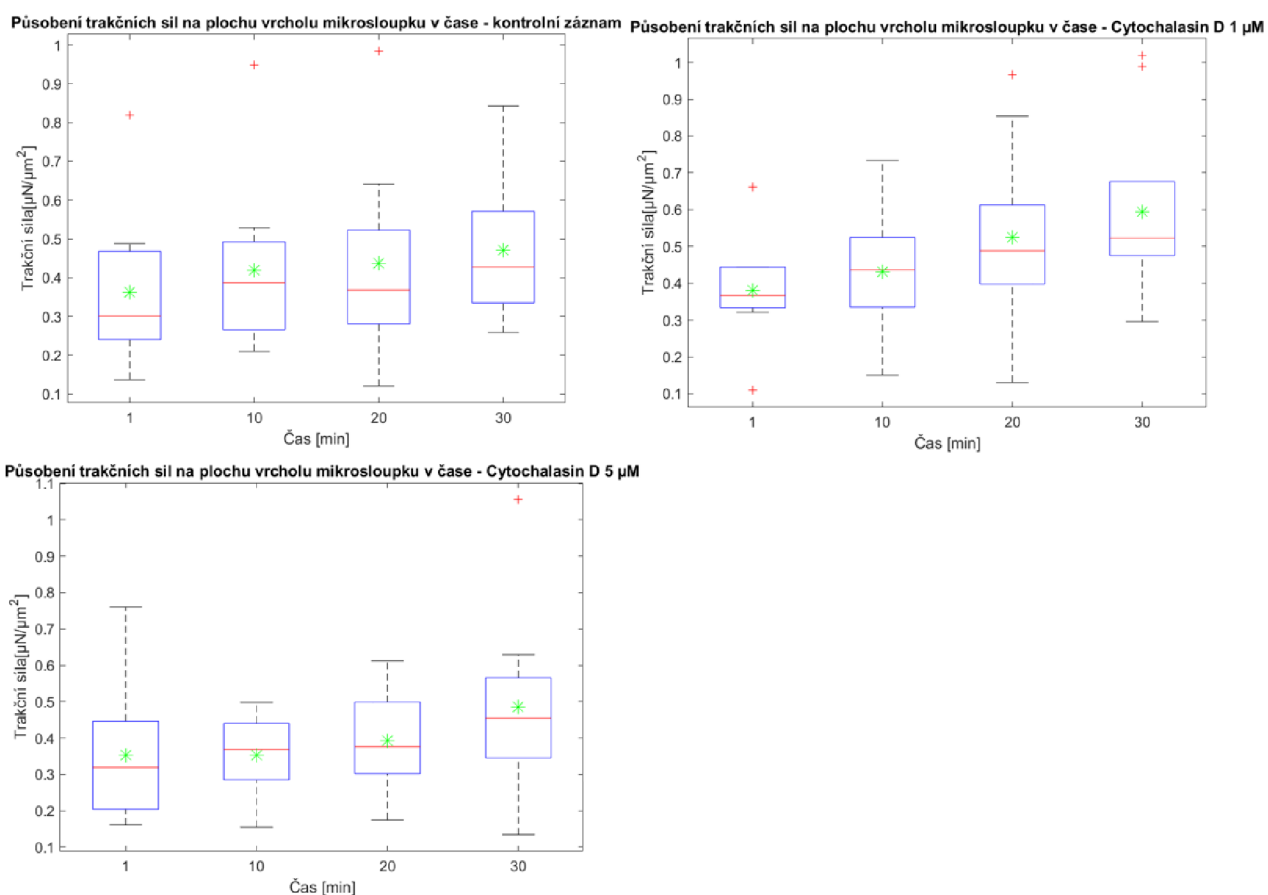 Působení trakčních sil na plochu vrcholu mikrosloupku v čase - kontrolní záznam
1
0.9
0.8
0.7
0.6
0.5
0.4
0.3
0.2
0.1
Trakční síla[µN/µm²]
1 10 20 30
Čas [min]
Působení trakčních sil na plochu vrcholu mikrosloupku v čase - Cytochalasin D 1 µM
1
0.9
0.8
0.7
0.6
0.5
0.4
0.3
0.2
0.1
Trakční síla[µN/µm²]
1 10 20 30
Čas [min]
Působení trakčních sil na plochu vrcholu mikrosloupku v čase - Cytochalasin D 5 µM
1.1
1
0.9
0.8
0.7
0.6
0.5
0.4
0.3
0.2
0.1
Trakční síla[µN/µm²]
1 10 20 30
Čas [min]